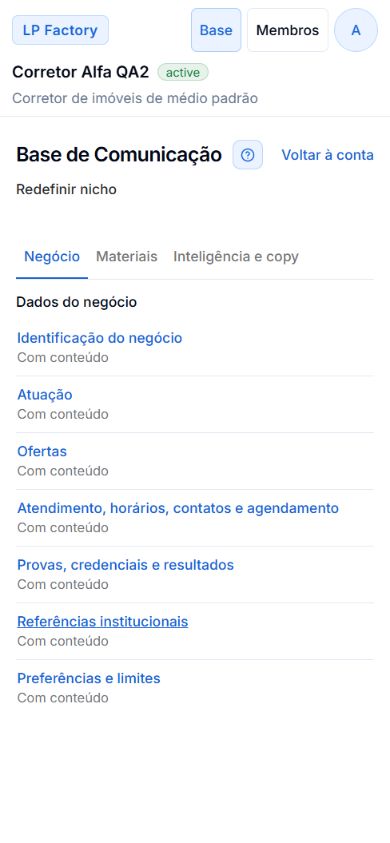 LP Factory
Base
Membros
A
Corretor Alfa QA2
active
Corretor de imóveis de médio padrão
Base de Comunicação
?
Voltar à conta
Redefinir nicho
Negócio
Materiais
Inteligência e copy
Dados do negócio
Identificação do negócio
Com conteúdo
Atuação
Com conteúdo
Ofertas
Com conteúdo
Atendimento, horários, contatos e agendamento
Com conteúdo
Provas, credenciais e resultados
Com conteúdo
Referências institucionais
Com conteúdo
Preferências e limites
Com conteúdo